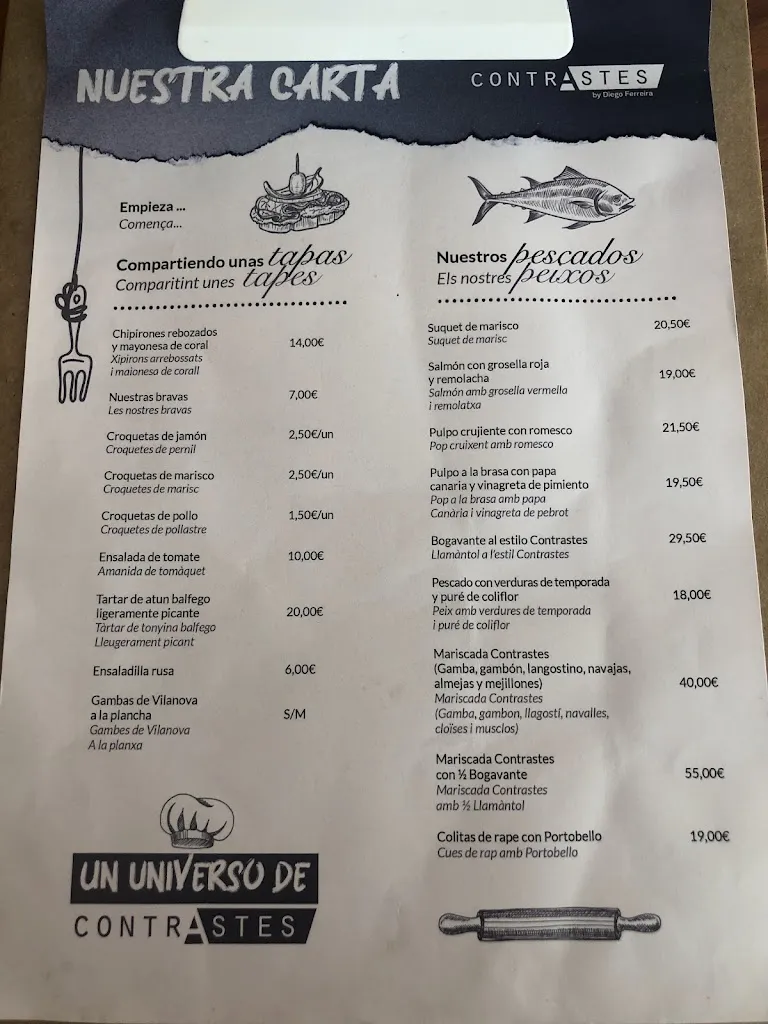 NUESTRA CARTA
CONTRASTES
by Diego Ferreira
Empieza ...
Comença...
Compartiendo unas tapas
Comparitint unes tapes
Chipirones rebozados
y mayonesa de coral
14,00€
Xipirons arrebossats
i maionesa de corall
Nuestras bravas
7,00€
Les nostres bravas
Croquetas de jamón
2,50€/un
Croquetes de pernil
Croquetas de marisco
2,50€/un
Croquetes de marisc
Croquetas de pollo
1,50€/un
Croquetes de pollastre
Ensalada de tomate
10,00€
Amanida de tomàquet
Tartar de atun balfego
ligeramente picante
20,00€
Tàrtar de tonyina balfego
Lleugerament picant
Ensaladilla rusa
6,00€
Gambas de Vilanova
a la plancha
S/M
Gambes de Vilanova
A la planxa
UN UNIVERSO DE
CONTRASTES
Nuestros pescados
Els nostres peixos
Suquet de marisco
20,50€
Suquet de marisc
Salmón con grosella roja
y remolacha
19,00€
Salmón amb grosella vermella
i remolatxa
Pulpo crujiente con romesco
21,50€
Pop cruixent amb romesco
Pulpo a la brasa con papa
canaria y vinagreta de pimiento
19,50€
Pop a la brasa amb papa
Canària i vinagreta de pebrot
Bogavante al estilo Contrastes
29,50€
Llamàntol a l'estil Contrastes
Pescado con verduras de temporada
y puré de coliflor
18,00€
Peix amb verdures de temporada
i puré de coliflor
Mariscada Contrastes
(Gamba, gambón, langostino, navajas,
almejas y mejillones)
40,00€
Mariscada Contrastes
(Gamba, gambon, llagostí, navalles,
cloïses i musclos)
Mariscada Contrastes
con ½ Bogavante
55,00€
Mariscada Contrastes
amb ½ Llamàntol
Colitas de rape con Portobello
19,00€
Cues de rap amb Portobello